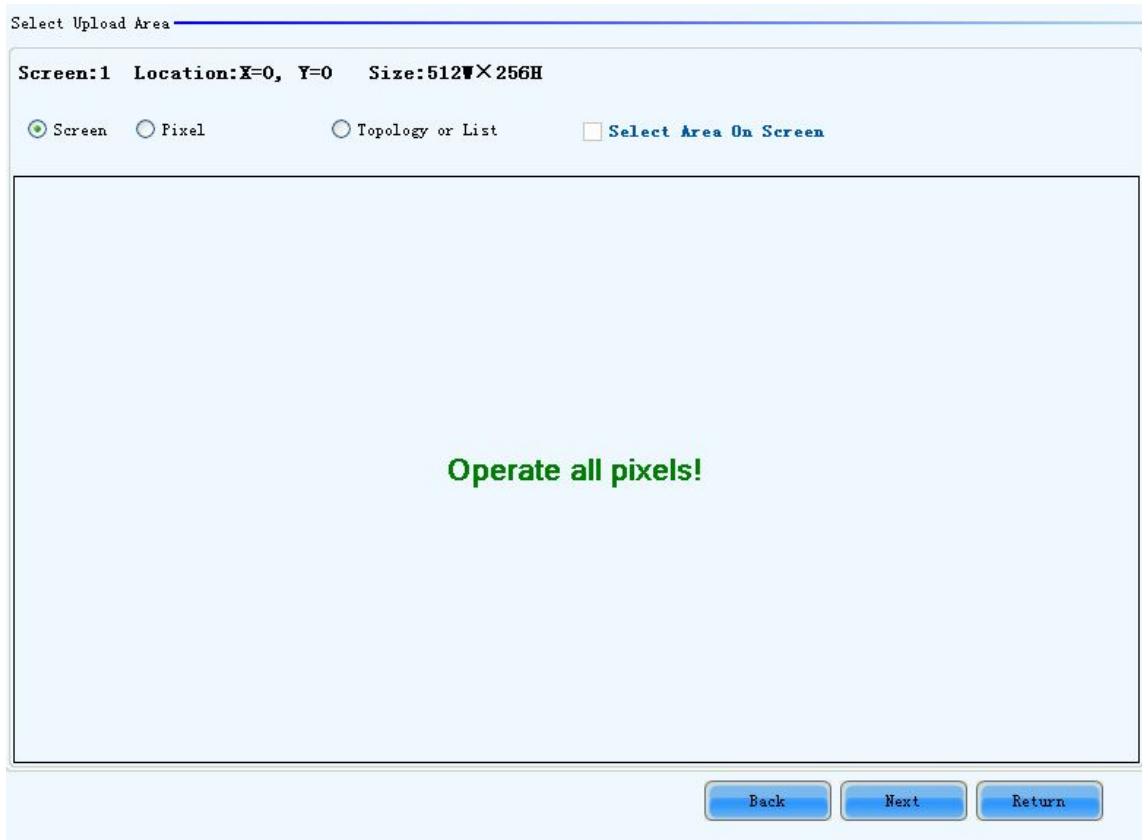 Select Upload Area
Screen:1 Location:X=0, Y=0 Size:512W×256H
Screen Pixel Topology or List Select Area On Screen
Operate all pixels!
Back Next Return